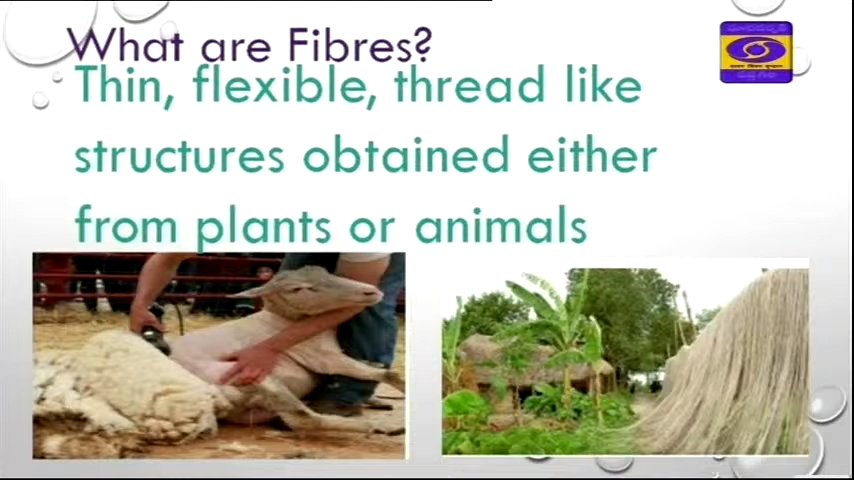 What are Fibres?
Thin, flexible, thread like
structures obtained either
from plants or animals